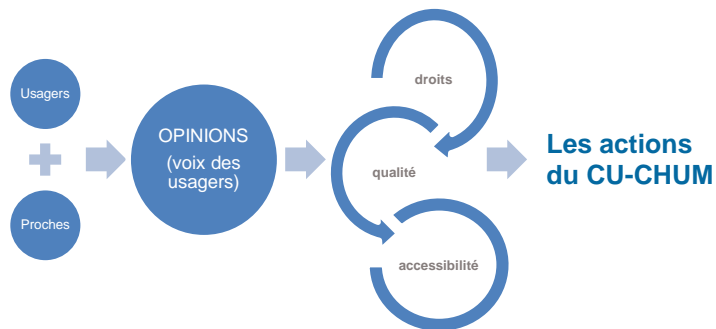 Usagers
Proches
OPINIONS
(voix des
usagers)
droits
qualité
accessibilité
Les actions
du CU-CHUM